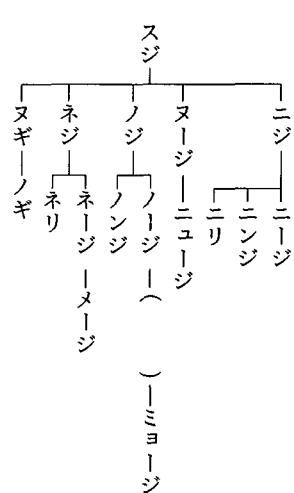 スジ
ニジ
ニージ
ニンジ
ニリ
ヌージ
ニュージ
ノジ
ノージ
(　　)
ミョージ
ノンジ
ネジ
ネージ
メージ
ネリ
ヌギ
ノギ